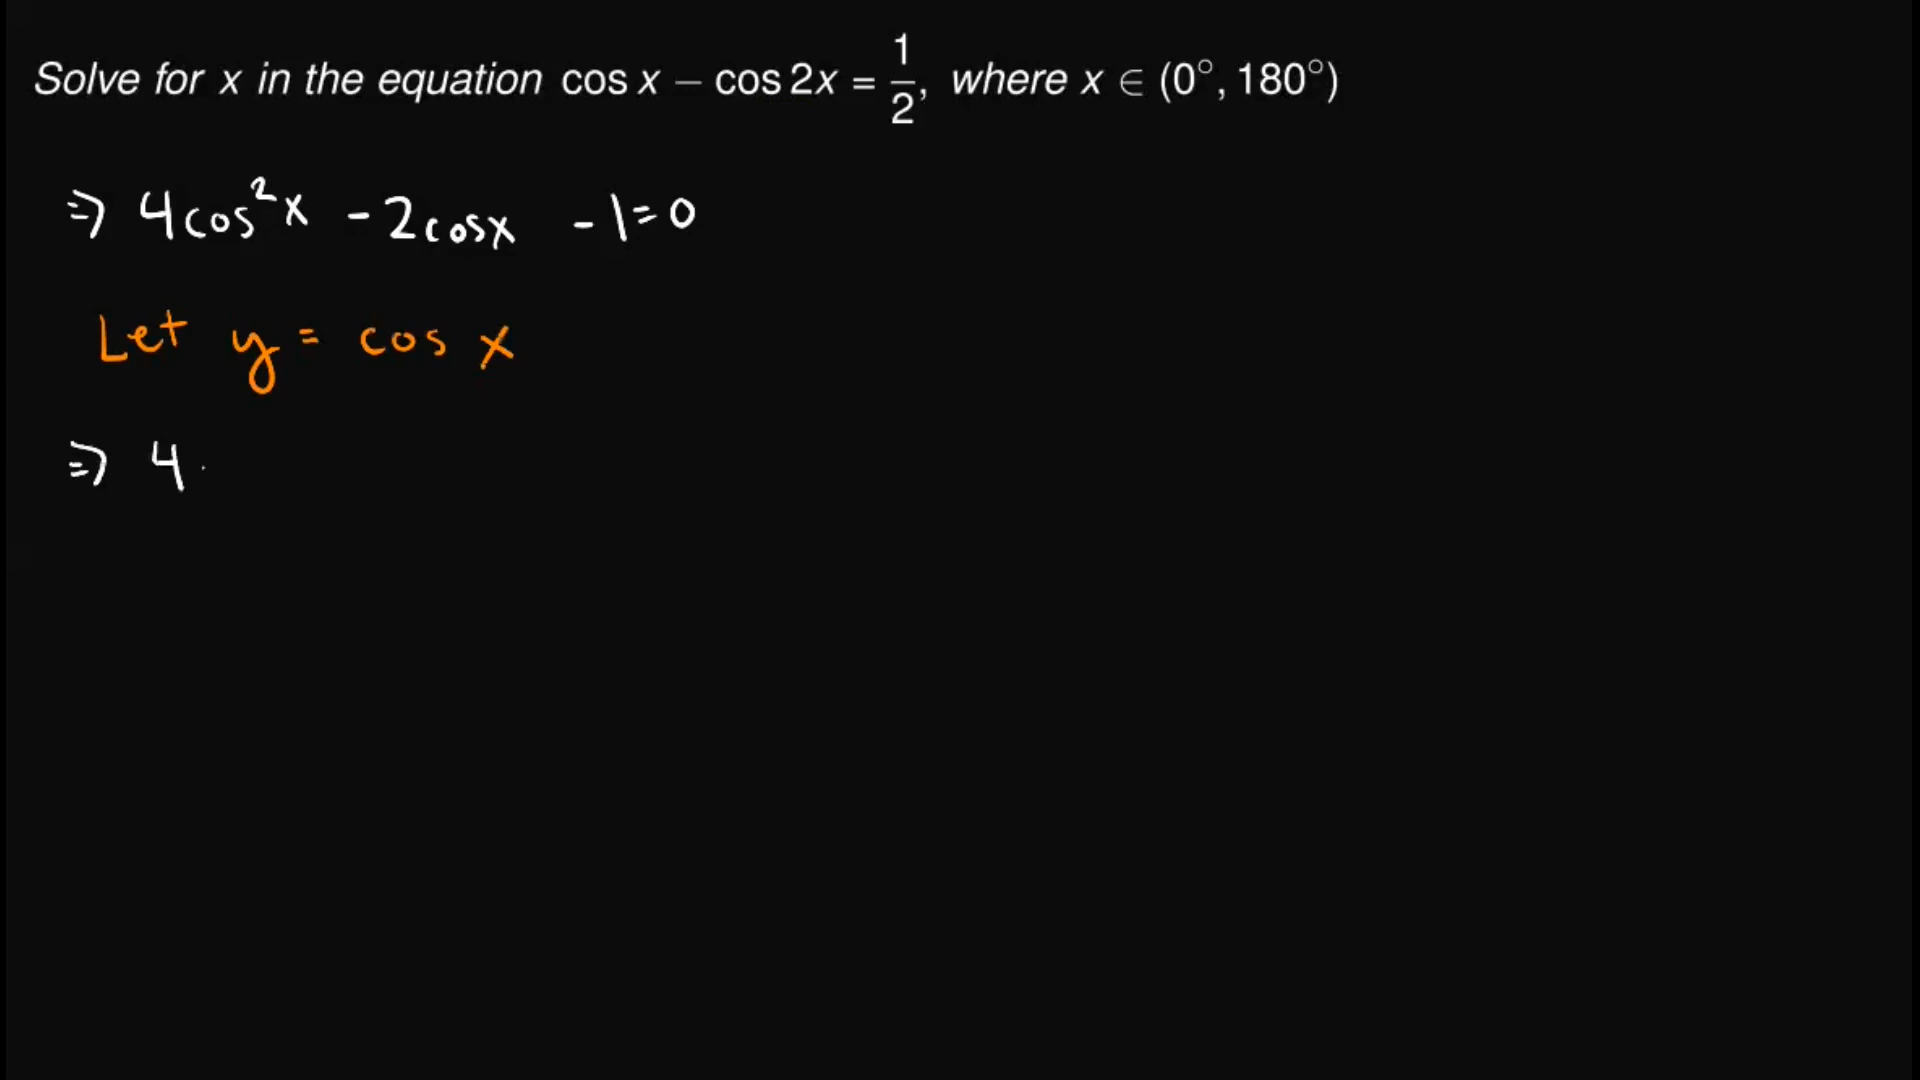 Solve for x in the equation cos x − cos 2x = 1/2, where x ∈ (0°, 180°)
⇒ 4cos²x - 2cosx - 1 = 0
Let y = cos x
⇒ 4